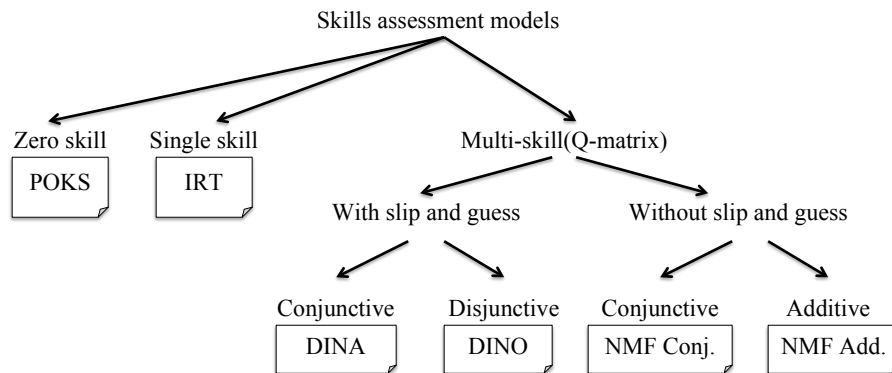 Skills assessment models
Zero skill
Single skill
Multi-skill(Q-matrix)
POKS
IRT
With slip and guess
Without slip and guess
Conjunctive
Disjunctive
Conjunctive
Additive
DINA
DINO
NMF Conj.
NMF Add.